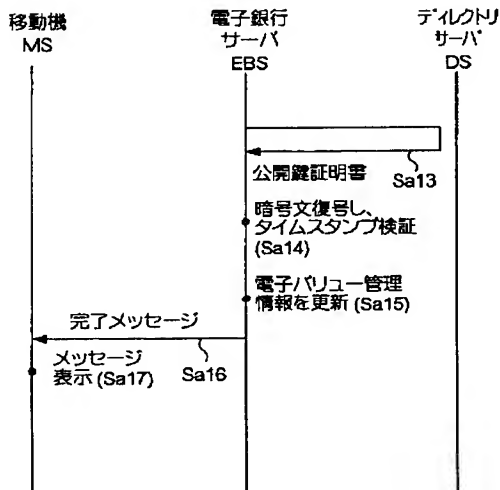 移動機
MS
電子銀行
サーバ
EBS
ディレクトリ
サーバ
DS
公開鍵証明書
Sa13
暗号文復号し、
タイムスタンプ検証
(Sa14)
電子バリュー管理
情報を更新 (Sa15)
完了メッセージ
Sa16
メッセージ
表示 (Sa17)